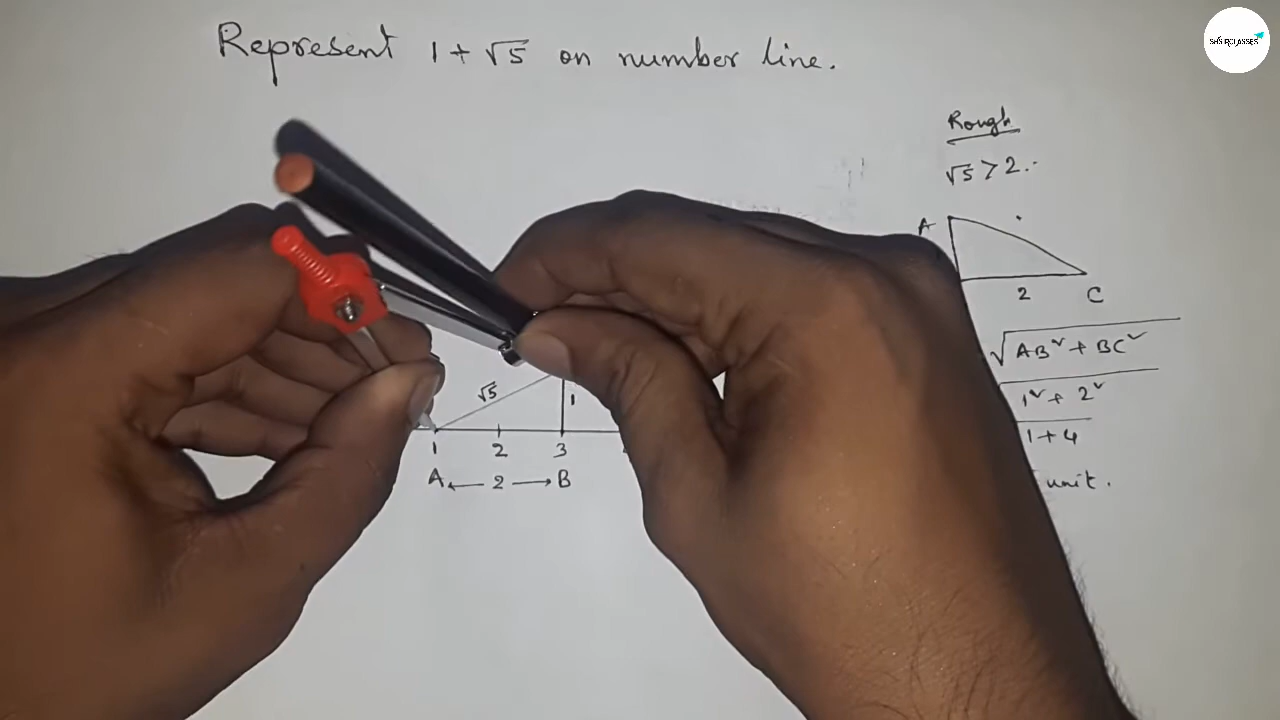 Represent 1 + √5 on number line.
SHSIRCLASSES
Rough
√5 > 2.
A
2 C
√AB² + BC²
1² + 2²
1 + 4
unit.
√5
1
1 2 3
A ← 2 → B